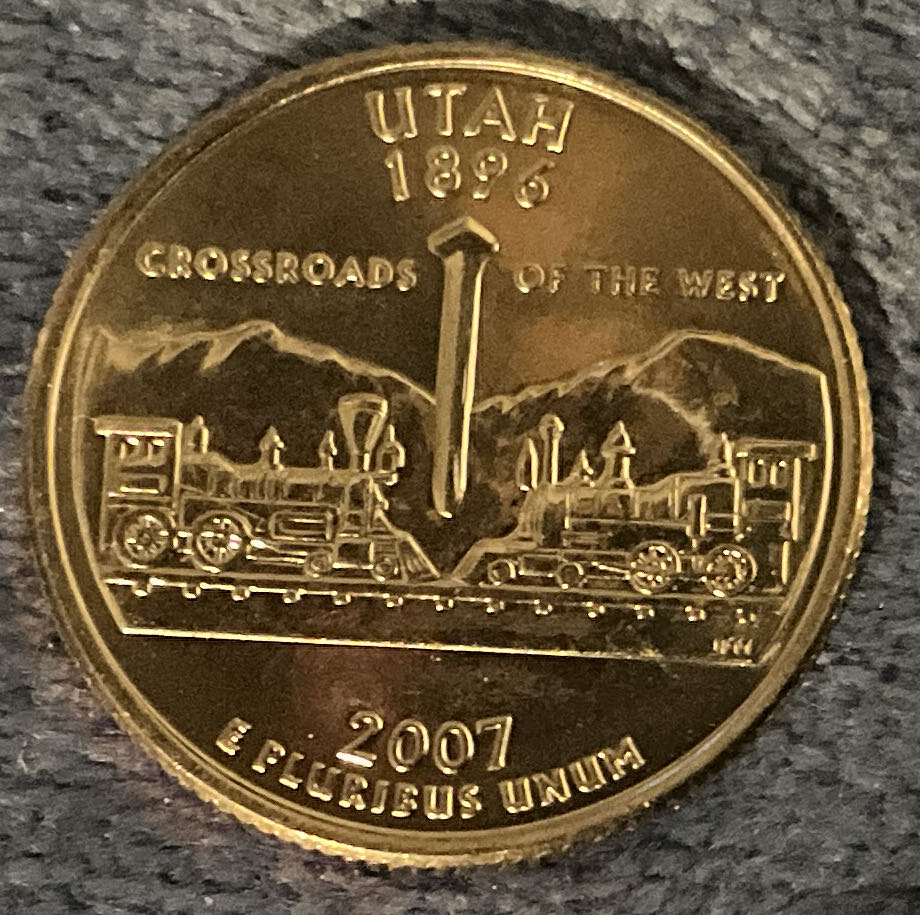 UTAH
1896
CROSSROADS OF THE WEST
2007
E PLURIBUS UNUM